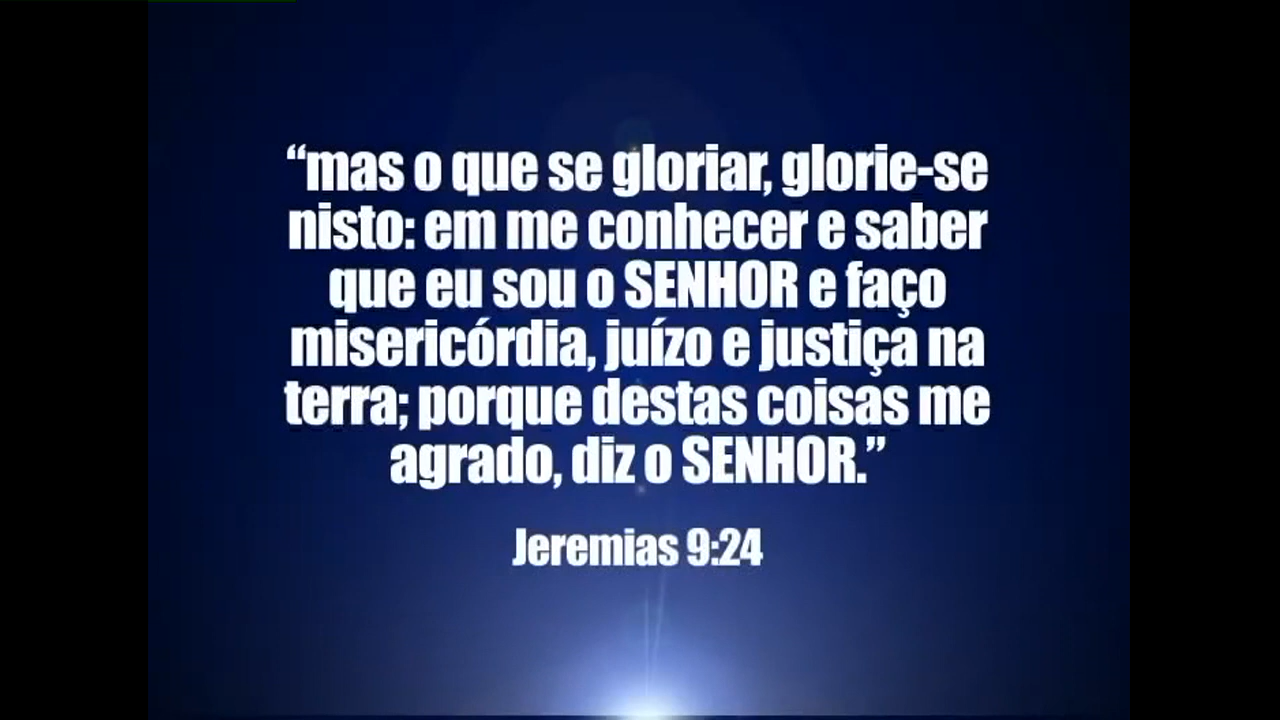 “mas o que se gloriar, glorie-se
nisto: em me conhecer e saber
que eu sou o SENHOR e faço
misericórdia, juízo e justiça na
terra; porque destas coisas me
agrado, diz o SENHOR.”
Jeremias 9:24